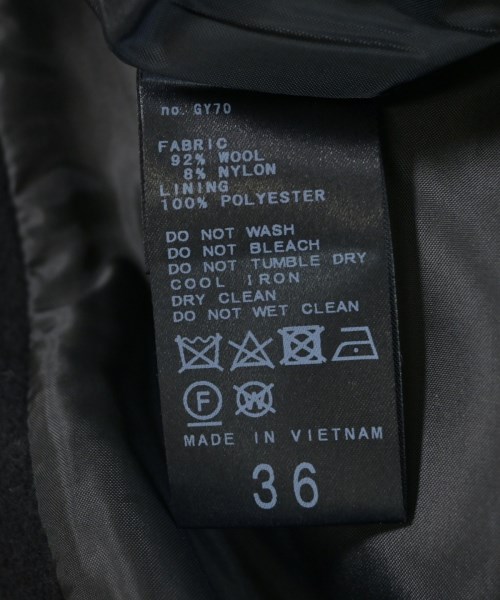 no. GY70
FABRIC
92% WOOL
8% NYLON
LINING
100% POLYESTER
DO NOT WASH
DO NOT BLEACH
DO NOT TUMBLE DRY
COOL IRON
DRY CLEAN
DO NOT WET CLEAN
F W
MADE IN VIETNAM
36